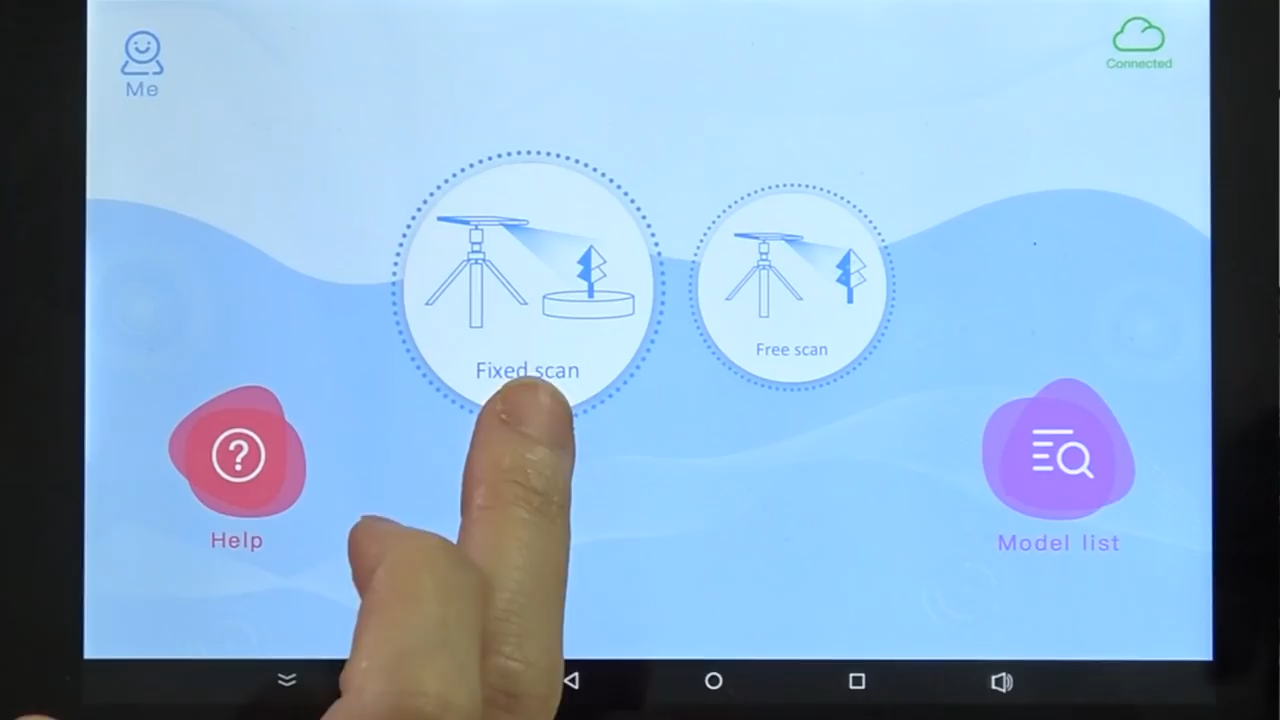 Me
Connected
Fixed scan
Free scan
Help
Model list